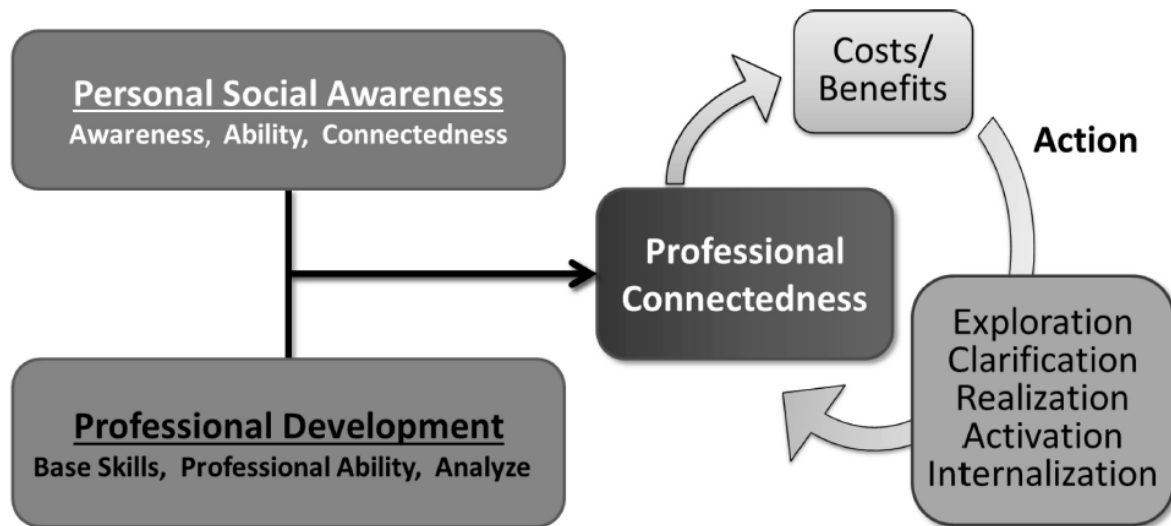 Personal Social Awareness
Awareness, Ability, Connectedness
Professional Development
Base Skills, Professional Ability, Analyze
Professional
Connectedness
Costs/
Benefits
Action
Exploration
Clarification
Realization
Activation
Internalization